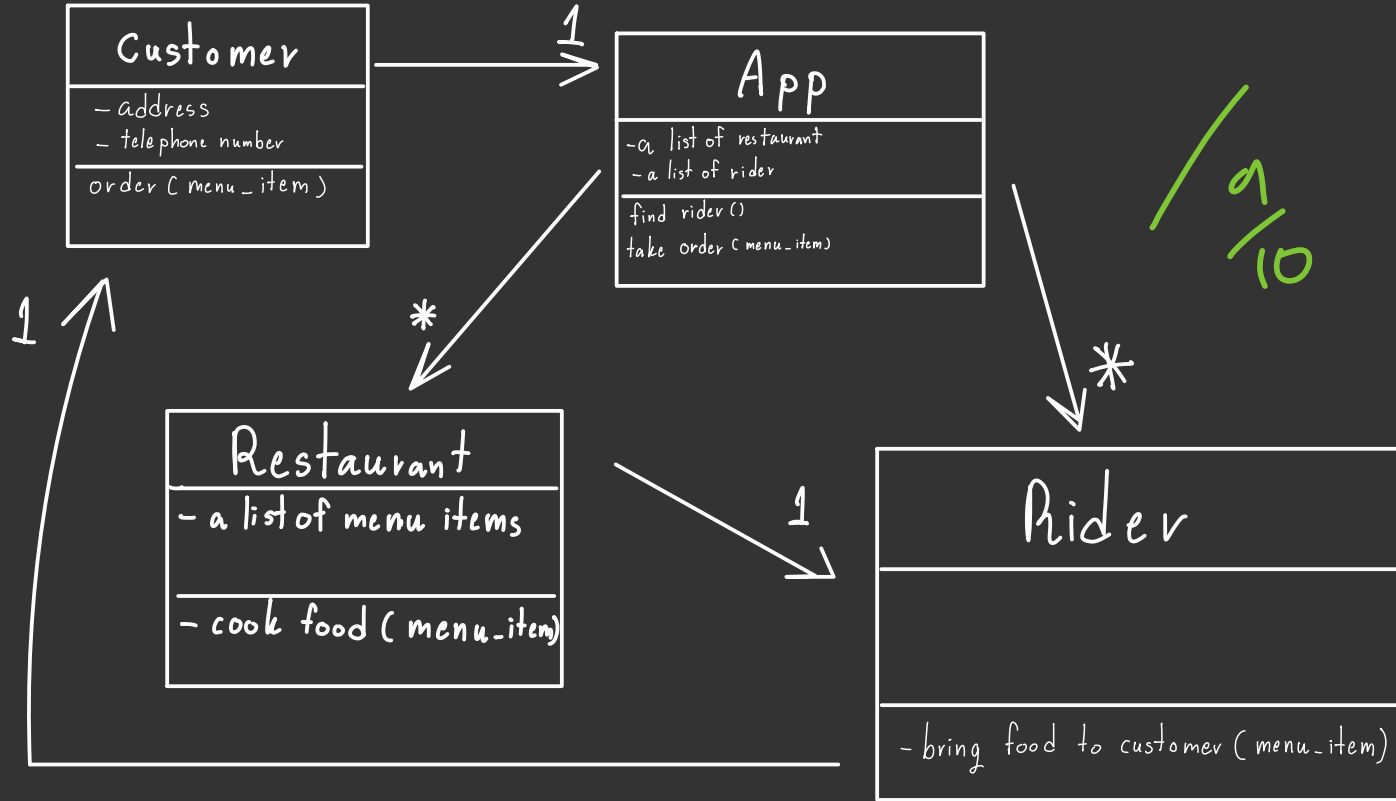 Customer
- address
- telephone number
order ( menu_item )
1
App
-a list of restaurant
- a list of rider
find rider ()
take order ( menu_item )
/
9/10
1
*
*
Restaurant
- a list of menu items
- cook food ( menu_item)
1
Rider
- bring food to customer ( menu_item )